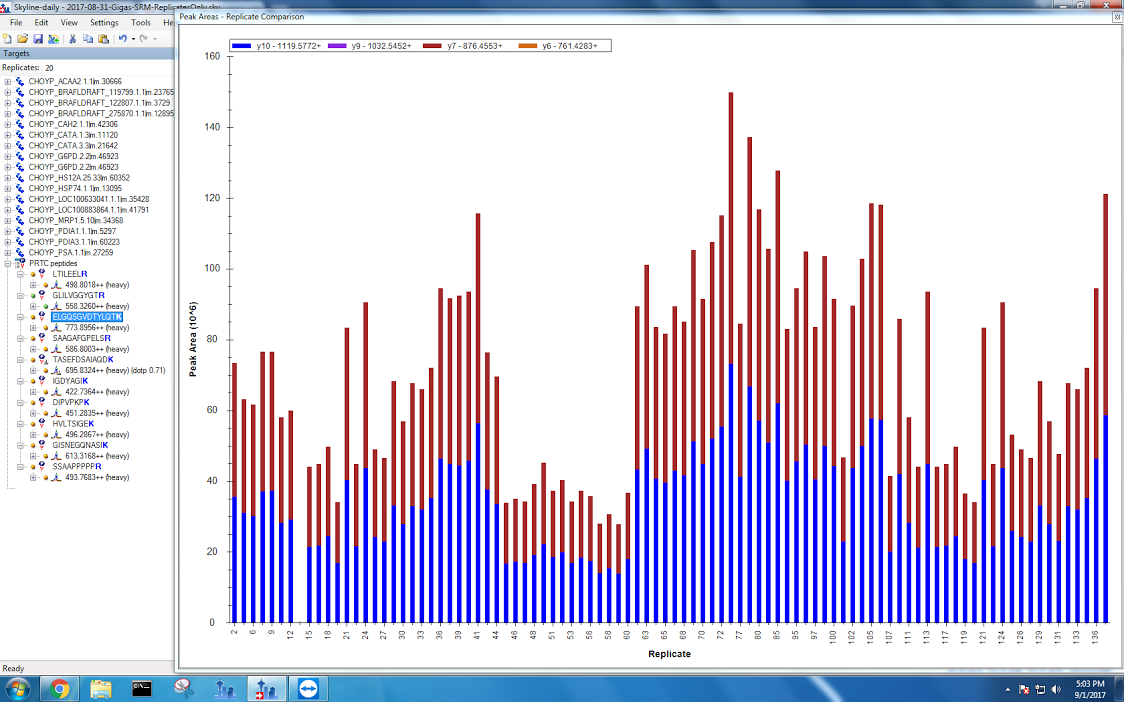 Skyline-daily - 2017-08-31-Gigas-SRM-ReplicatesOnly.sky
File Edit View Settings Tools He
Targets
Replicates: 20
CHOYP_ACAA2.1.1|m.30666
CHOYP_BRAFLDRAFT_119799.1.1|m.23765
CHOYP_BRAFLDRAFT_122807.1.1|m.3729
CHOYP_BRAFLDRAFT_275870.1.1|m.12895
CHOYP_CAH2.1.1|m.42306
CHOYP_CATA.1.3|m.11120
CHOYP_CATA.3.3|m.21642
CHOYP_G6PD.2.2|m.46923
CHOYP_G6PD.2.2|m.46923
CHOYP_HS12A.25.33|m.60352
CHOYP_HSP74.1.1|m.13095
CHOYP_LOC100633041.1.1|m.35428
CHOYP_LOC100883864.1.1|m.41791
CHOYP_MRP1.5.10|m.34368
CHOYP_PDIA1.1.1|m.5297
CHOYP_PDIA3.1.1|m.60223
CHOYP_PSA.1.1|m.27259
PRTC peptides
LTILEELR
498.8018++ (heavy)
GLILVGGYGTR
558.3260++ (heavy)
ELGQSGVDTYLQTK
773.8956++ (heavy)
SAAGAFGPELSR
586.8003++ (heavy)
TASEFDSAIAQDK
695.8324++ (heavy) (dotp 0.71)
IGDYAGIK
422.7364++ (heavy)
DIPVPKPK
451.2835++ (heavy)
HVLTSIGEK
496.2867++ (heavy)
GISNEGQNASIK
613.3168++ (heavy)
SSAAPPPPPR
493.7683++ (heavy)
Ready
Peak Areas - Replicate Comparison
y10 - 1119.5772+ y9 - 1032.5452+ y7 - 876.4553+ y6 - 761.4283+
160
140
120
100
80
60
40
20
0
Peak Area (10^6)
2 6 9 12 15 18 21 24 27 30 33 36 39 41 44 46 48 51 53 56 58 60 63 65 68 70 72 77 80 85 95 97 100 102 105 107 111 113 117 119 121 124 126 129 131 133 136
Replicate
5:03 PM
9/1/2017